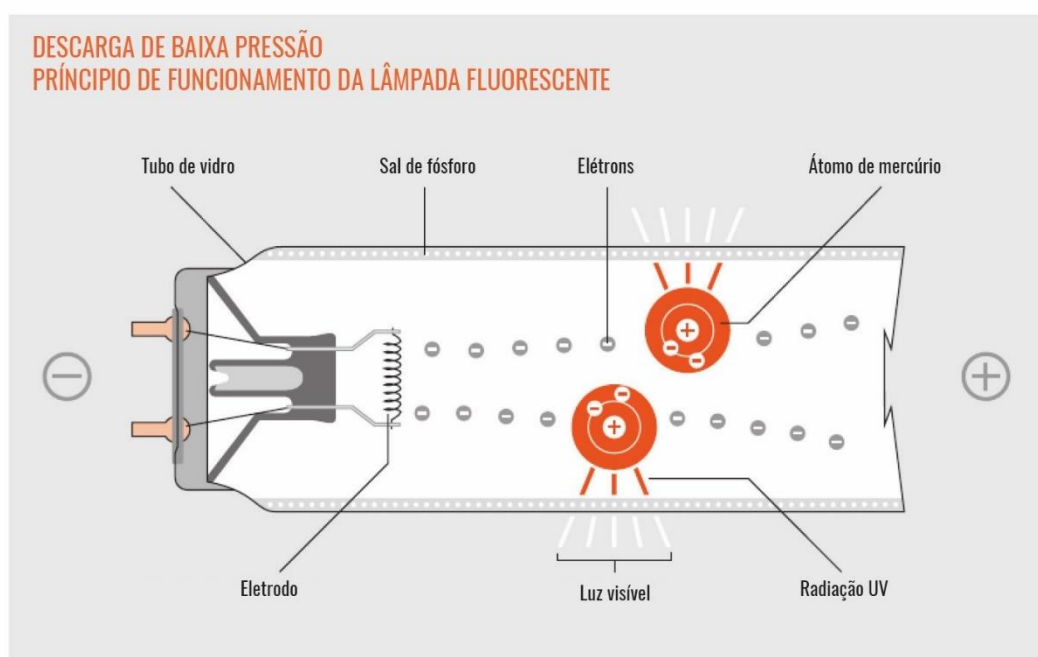 DESCARGA DE BAIXA PRESSÃO
PRÍNCIPIO DE FUNCIONAMENTO DA LÂMPADA FLUORESCENTE
Tubo de vidro
Sal de fósforo
Elétrons
Átomo de mercúrio
Eletrodo
Luz visível
Radiação UV